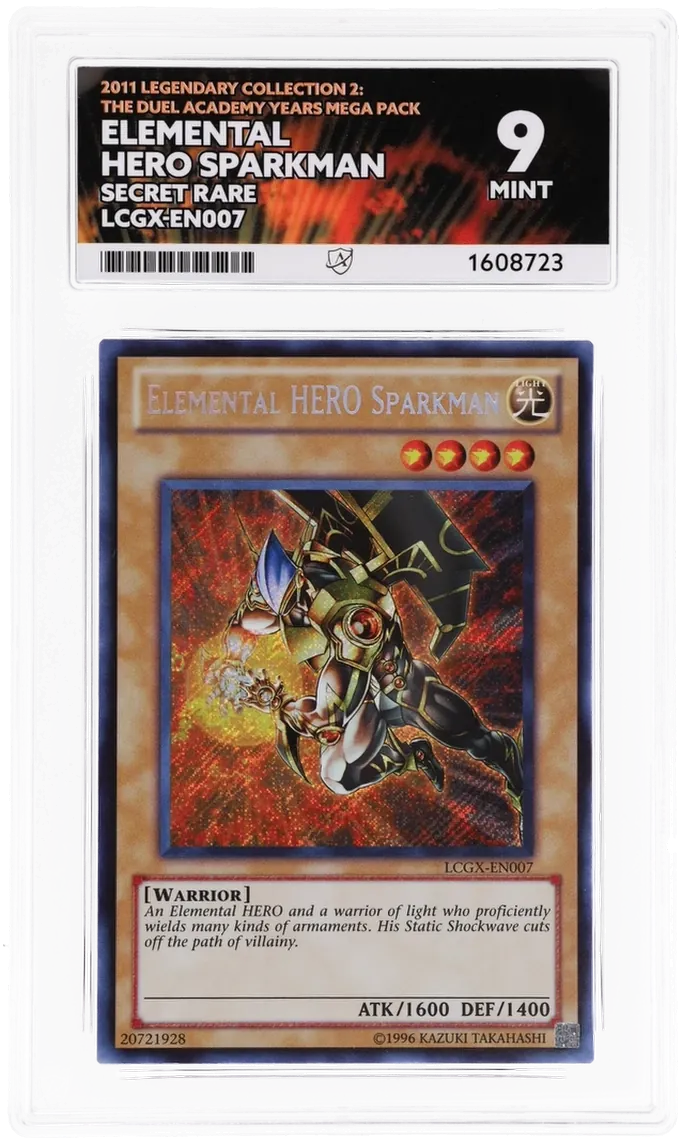 2011 LEGENDARY COLLECTION 2:
THE DUEL ACADEMY YEARS MEGA PACK
ELEMENTAL
HERO SPARKMAN
SECRET RARE
LCGX-EN007
9
MINT
1608723
ELEMENTAL HERO SPARKMAN
LIGHT
光
LCGX-EN007
[WARRIOR]
An Elemental HERO and a warrior of light who proficiently
wields many kinds of armaments. His Static Shockwave cuts
off the path of villainy.
ATK/1600 DEF/1400
20721928
©1996 KAZUKI TAKAHASHI